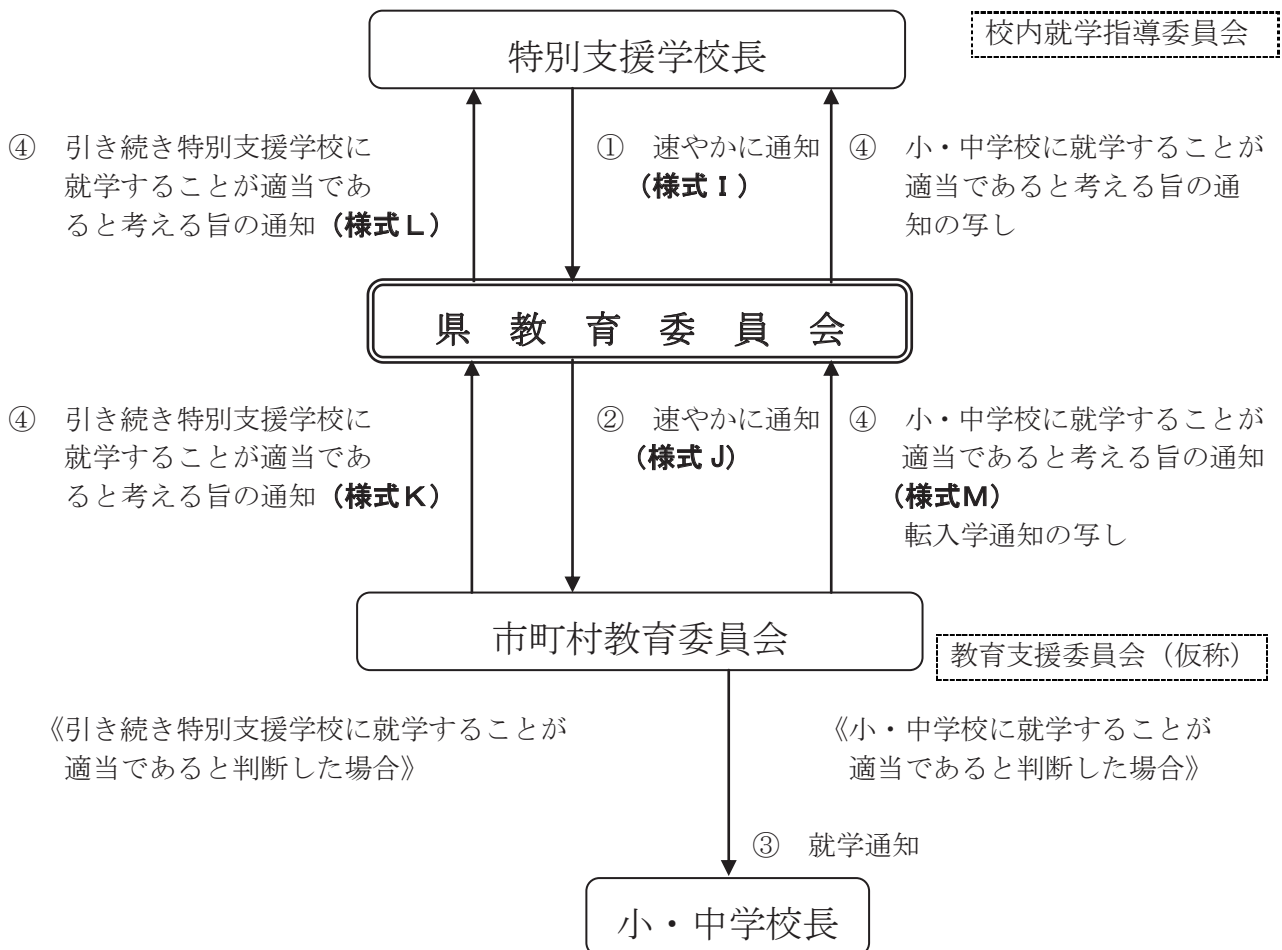 特別支援学校長
校内就学指導委員会
④ 引き続き特別支援学校に
就学することが適当であ
ると考える旨の通知（様式Ｌ）
① 速やかに通知
（様式Ｉ）
④ 小・中学校に就学することが
適当であると考える旨の通
知の写し
県教育委員会
④ 引き続き特別支援学校に
就学することが適当であ
ると考える旨の通知（様式Ｋ）
② 速やかに通知
（様式Ｊ）
④ 小・中学校に就学することが
適当であると考える旨の通知
（様式Ｍ）
転入学通知の写し
市町村教育委員会
教育支援委員会（仮称）
《引き続き特別支援学校に就学することが
適当であると判断した場合》
《小・中学校に就学することが
適当であると判断した場合》
③ 就学通知
小・中学校長